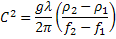 C² = gλ/2π (ρ₂ − ρ₁/f₂ − f₁)